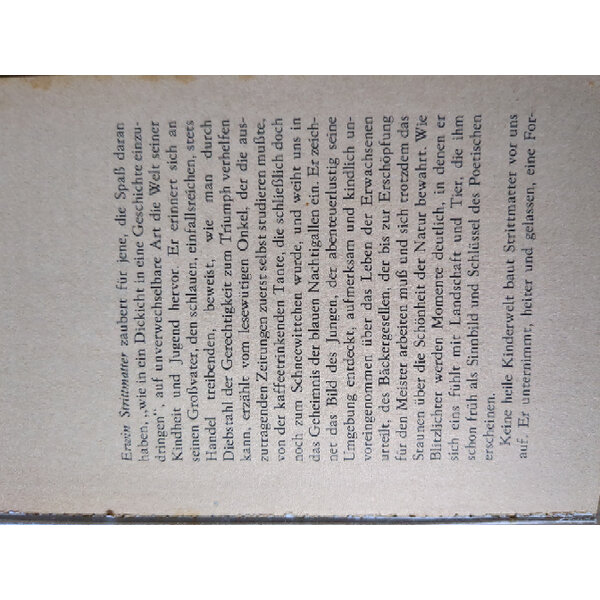 Erwin Strittmatter zaubert für jene, die Spaß daran
haben, „wie in ein Dickicht in eine Geschichte einzu-
dringen“, auf unverwechselbare Art die Welt seiner
Kindheit und Jugend hervor. Er erinnert sich an
seinen Großvater, den schlauen, einfallsreichen, stets
Handel treibenden, beweist, wie man durch
Diebstahl der Gerechtigkeit zum Triumph verhelfen
kann, erzählt vom lesewütigen Onkel, der die aus-
zutragenden Zeitungen zuerst selbst studieren mußte,
von der kaffeetrinkenden Tante, die schließlich doch
noch zum Schneewittchen wurde, und weiht uns in
das Geheimnis der blauen Nachtigallen ein. Er zeich-
net das Bild des Jungen, der abenteuerlustig seine
Umgebung entdeckt, aufmerksam und kindlich un-
voreingenommen über das Leben der Erwachsenen
urteilt, des Bäckergesellen, der bis zur Erschöpfung
für den Meister arbeiten muß und sich trotzdem das
Staunen über die Schönheit der Natur bewahrt. Wie
Blitzlichter werden Momente deutlich, in denen er
sich eins fühlt mit Landschaft und Tier, die ihm
schon früh als Sinnbild und Schlüssel des Poetischen
erscheinen.
Keine heile Kinderwelt baut Strittmatter vor uns
auf. Er unternimmt, heiter und gelassen, eine For-